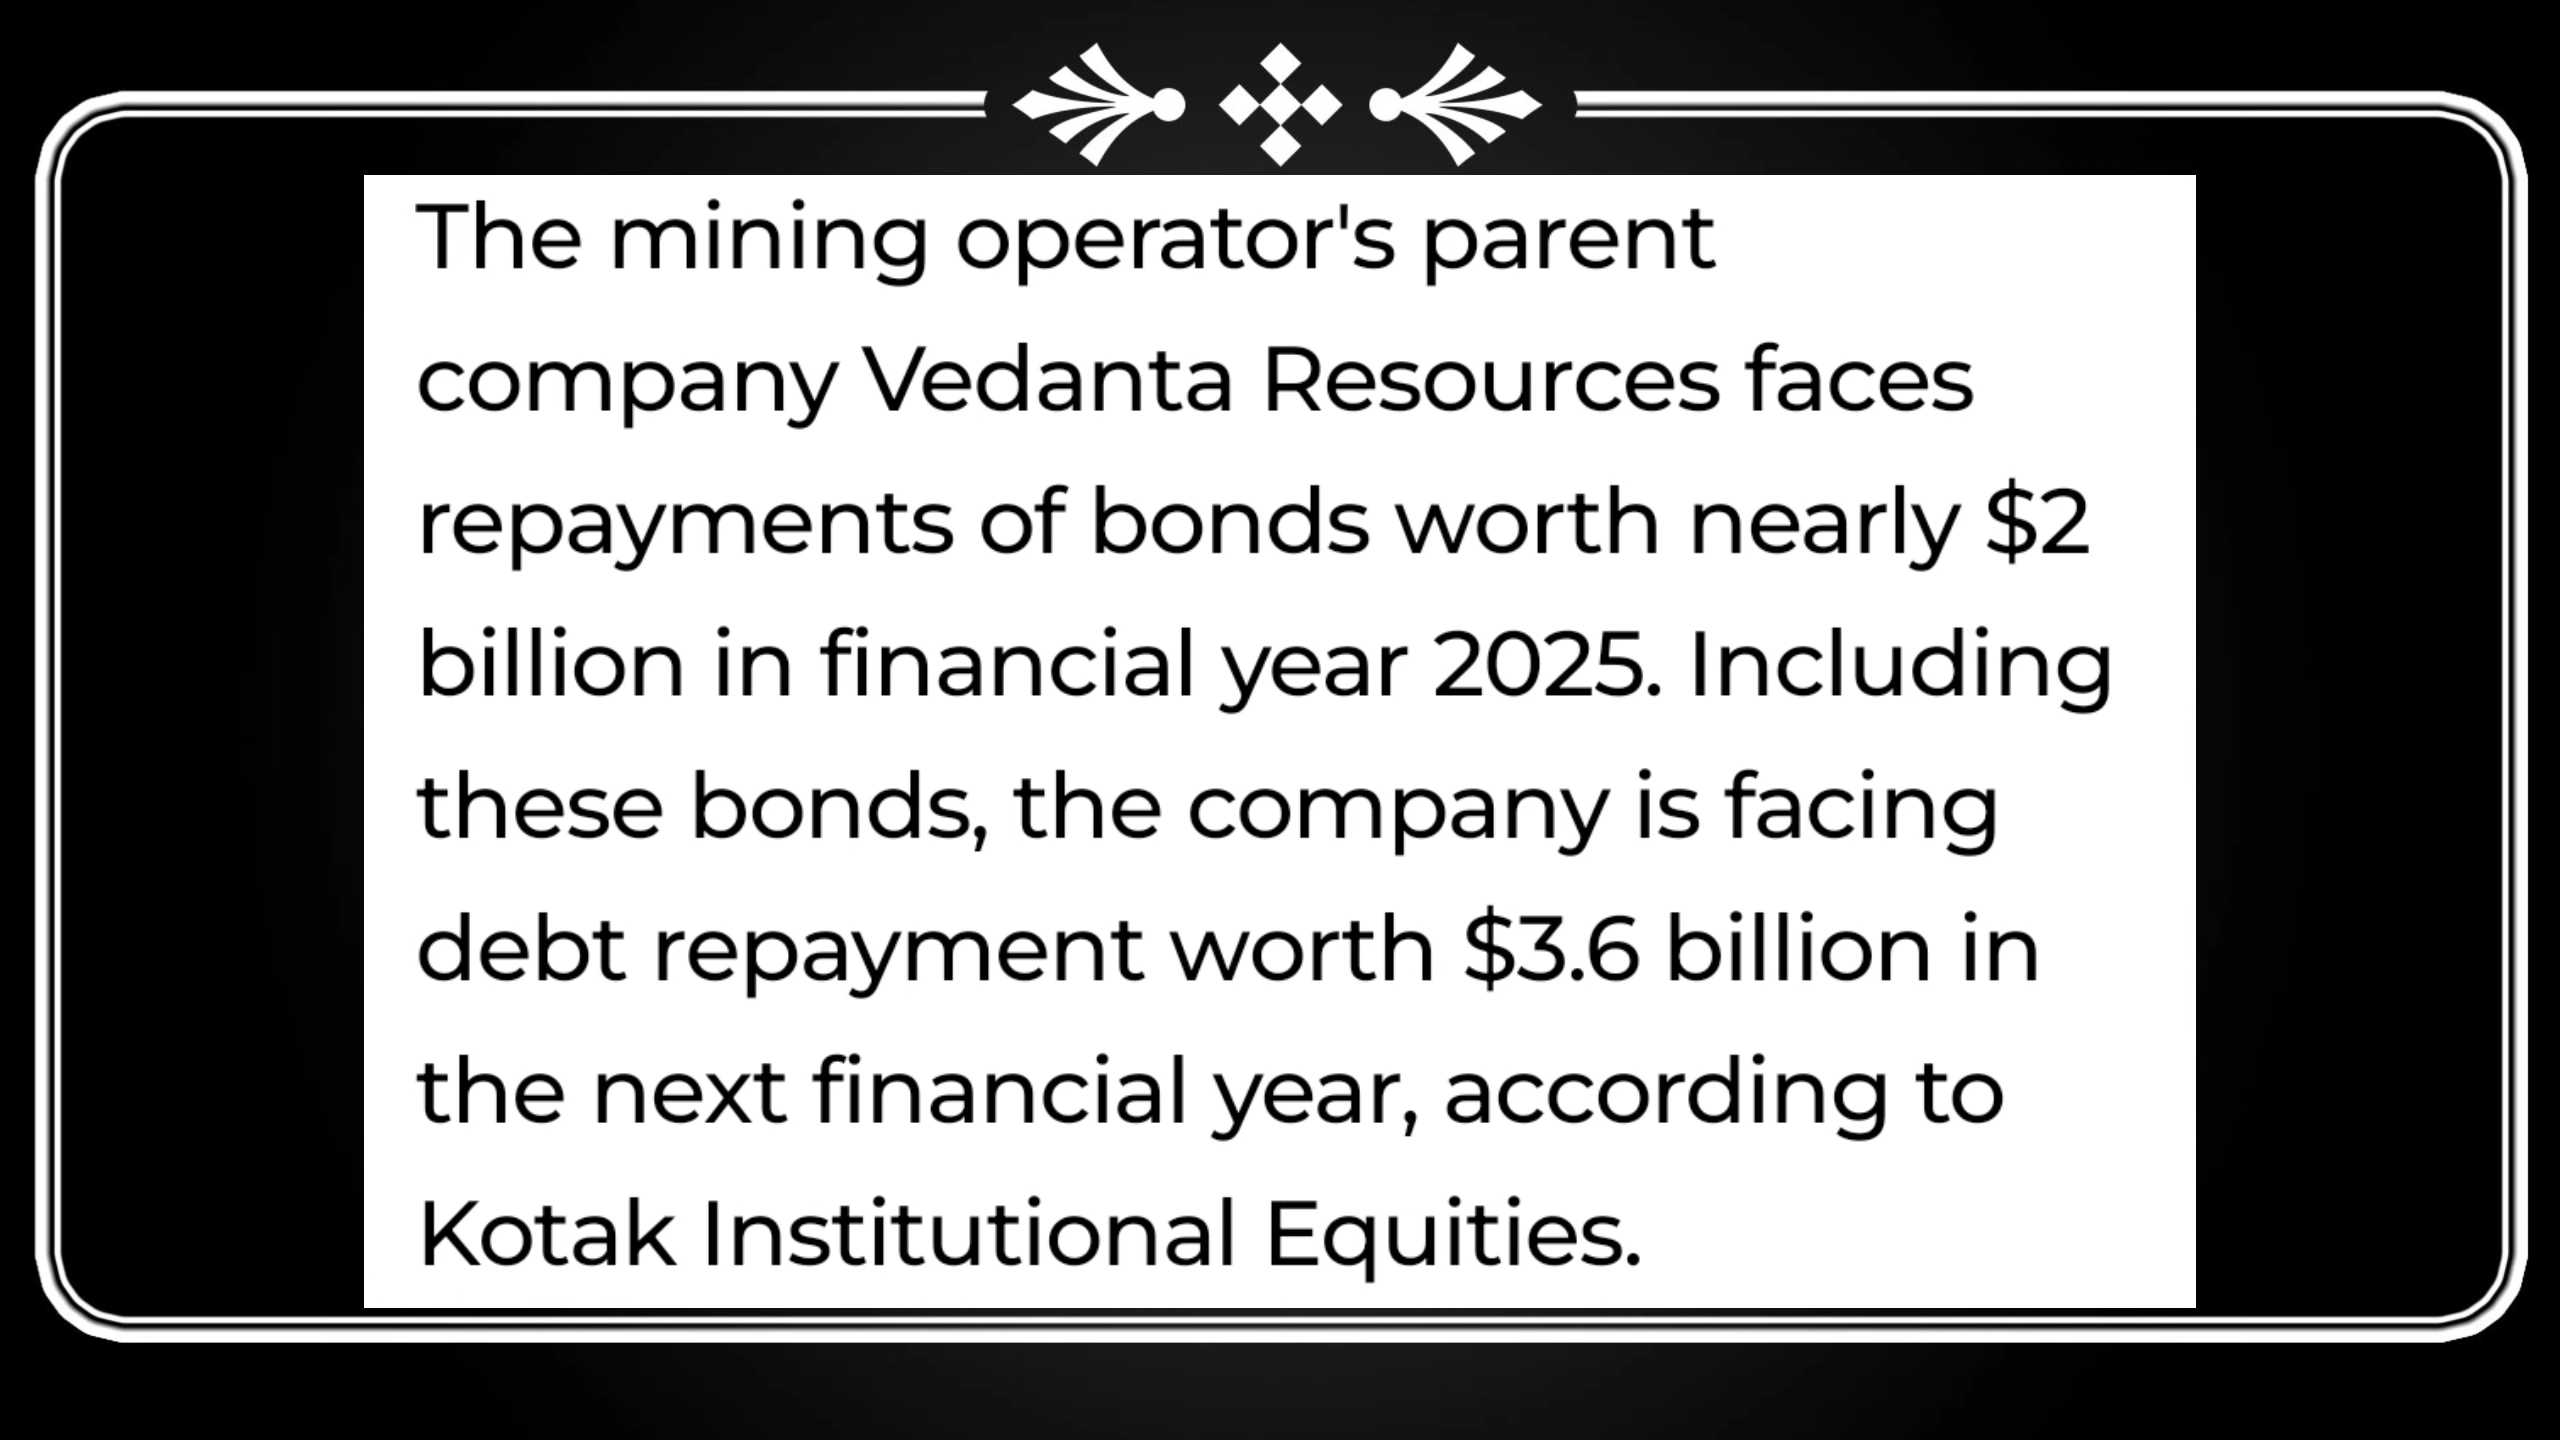 The mining operator's parent
company Vedanta Resources faces
repayments of bonds worth nearly $2
billion in financial year 2025. Including
these bonds, the company is facing
debt repayment worth $3.6 billion in
the next financial year, according to
Kotak Institutional Equities.